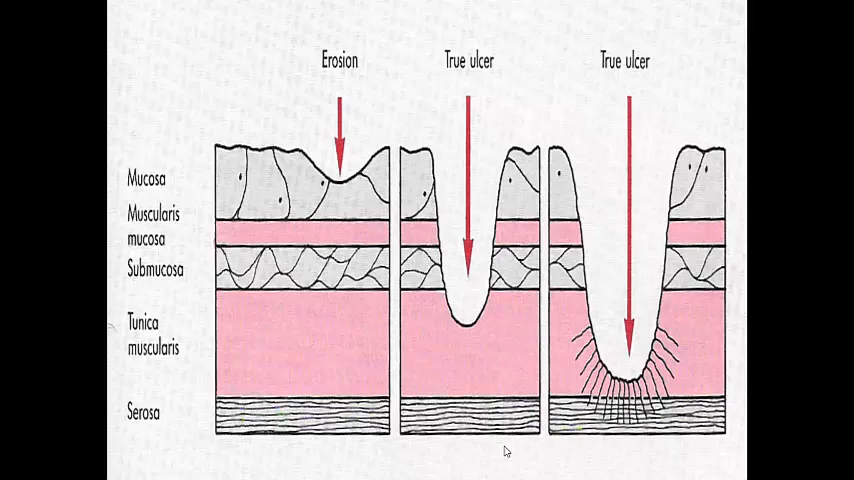 Erosion
True ulcer
True ulcer
Mucosa
Muscularis
mucosa
Submucosa
Tunica
muscularis
Serosa